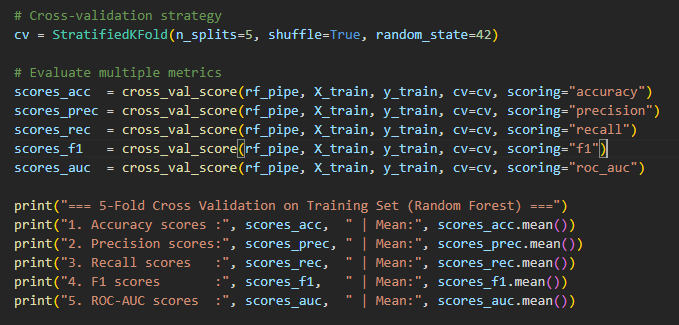 # Cross-validation strategy
cv = StratifiedKFold(n_splits=5, shuffle=True, random_state=42)
# Evaluate multiple metrics
scores_acc  = cross_val_score(rf_pipe, X_train, y_train, cv=cv, scoring="accuracy")
scores_prec = cross_val_score(rf_pipe, X_train, y_train, cv=cv, scoring="precision")
scores_rec  = cross_val_score(rf_pipe, X_train, y_train, cv=cv, scoring="recall")
scores_f1   = cross_val_score(rf_pipe, X_train, y_train, cv=cv, scoring="f1")
scores_auc  = cross_val_score(rf_pipe, X_train, y_train, cv=cv, scoring="roc_auc")
print("=== 5-Fold Cross Validation on Training Set (Random Forest) ===")
print("1. Accuracy scores :", scores_acc,  " | Mean:", scores_acc.mean())
print("2. Precision scores:", scores_prec, " | Mean:", scores_prec.mean())
print("3. Recall scores   :", scores_rec,  " | Mean:", scores_rec.mean())
print("4. F1 scores       :", scores_f1,   " | Mean:", scores_f1.mean())
print("5. ROC-AUC scores  :", scores_auc,  " | Mean:", scores_auc.mean())